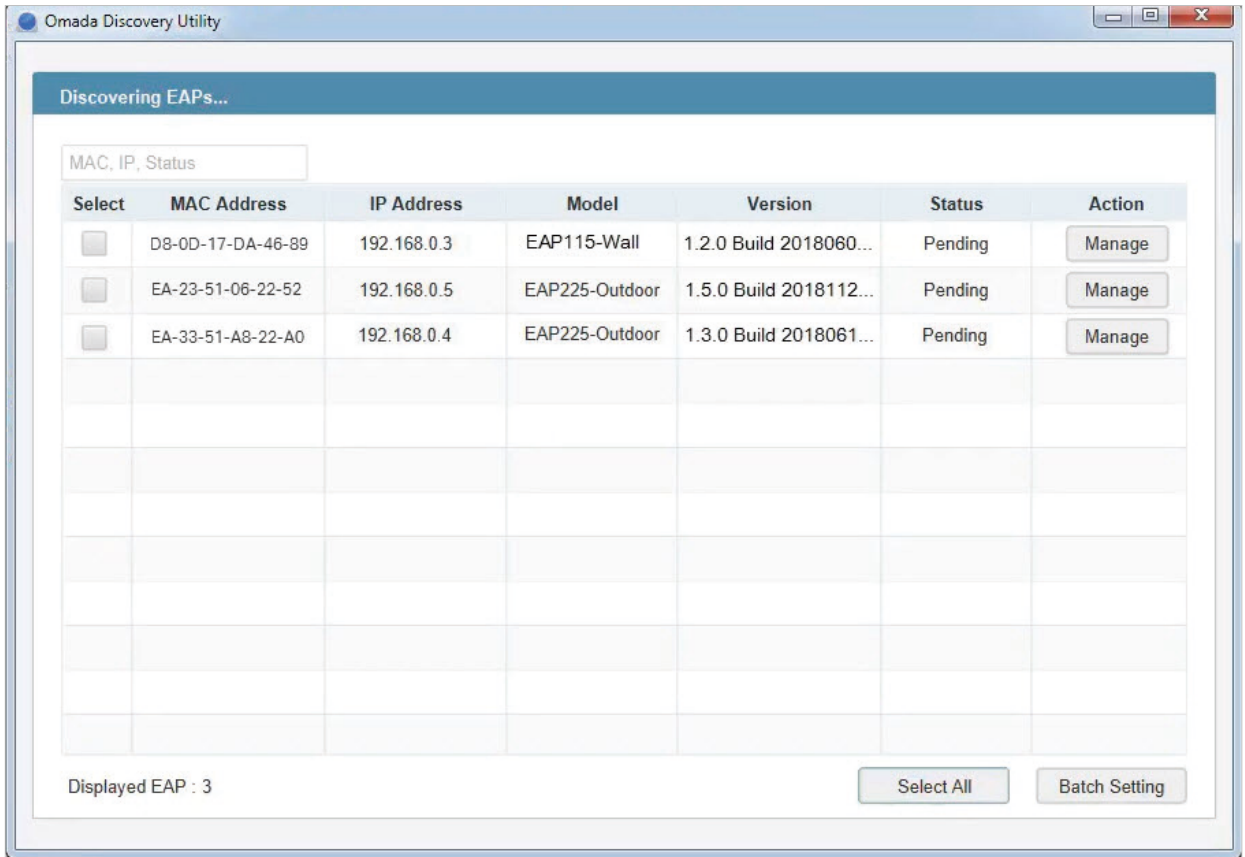 Omada Discovery Utility
Discovering EAPs...
MAC, IP, Status
Select MAC Address IP Address Model Version Status Action
D8-0D-17-DA-46-89 192.168.0.3 EAP115-Wall 1.2.0 Build 2018060... Pending Manage
EA-23-51-06-22-52 192.168.0.5 EAP225-Outdoor 1.5.0 Build 2018112... Pending Manage
EA-33-51-A8-22-A0 192.168.0.4 EAP225-Outdoor 1.3.0 Build 2018061... Pending Manage
Displayed EAP : 3 Select All Batch Setting